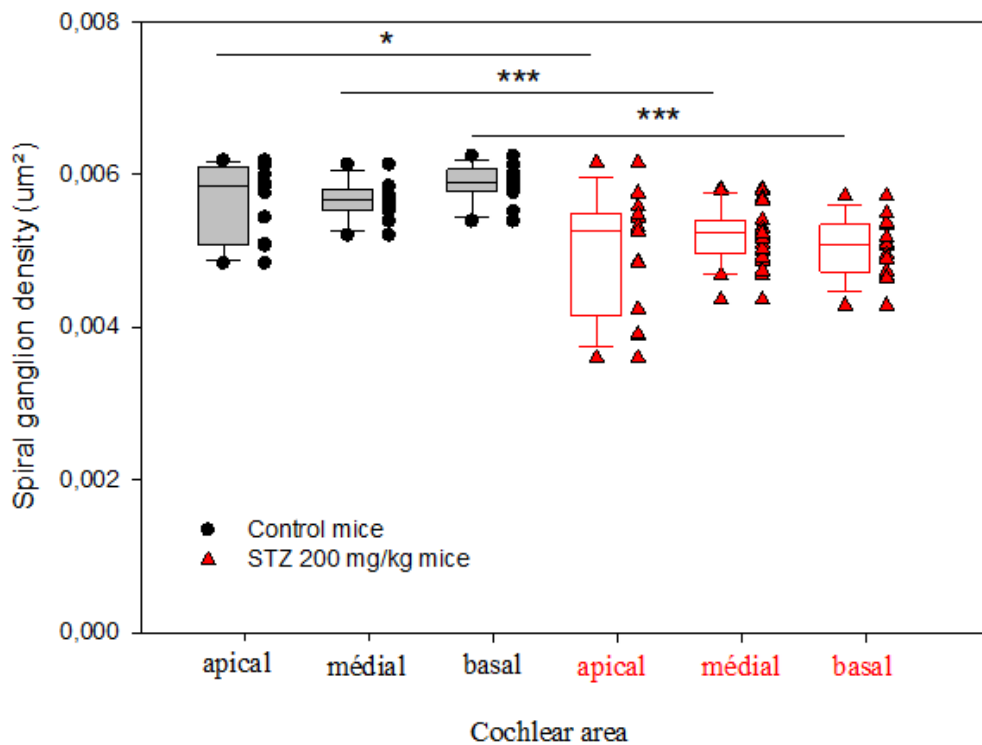 Spiral ganglion density (um²)
0,008
0,006
0,004
0,002
0,000
*
***
***
Control mice
STZ 200 mg/kg mice
apical médial basal apical médial basal
Cochlear area